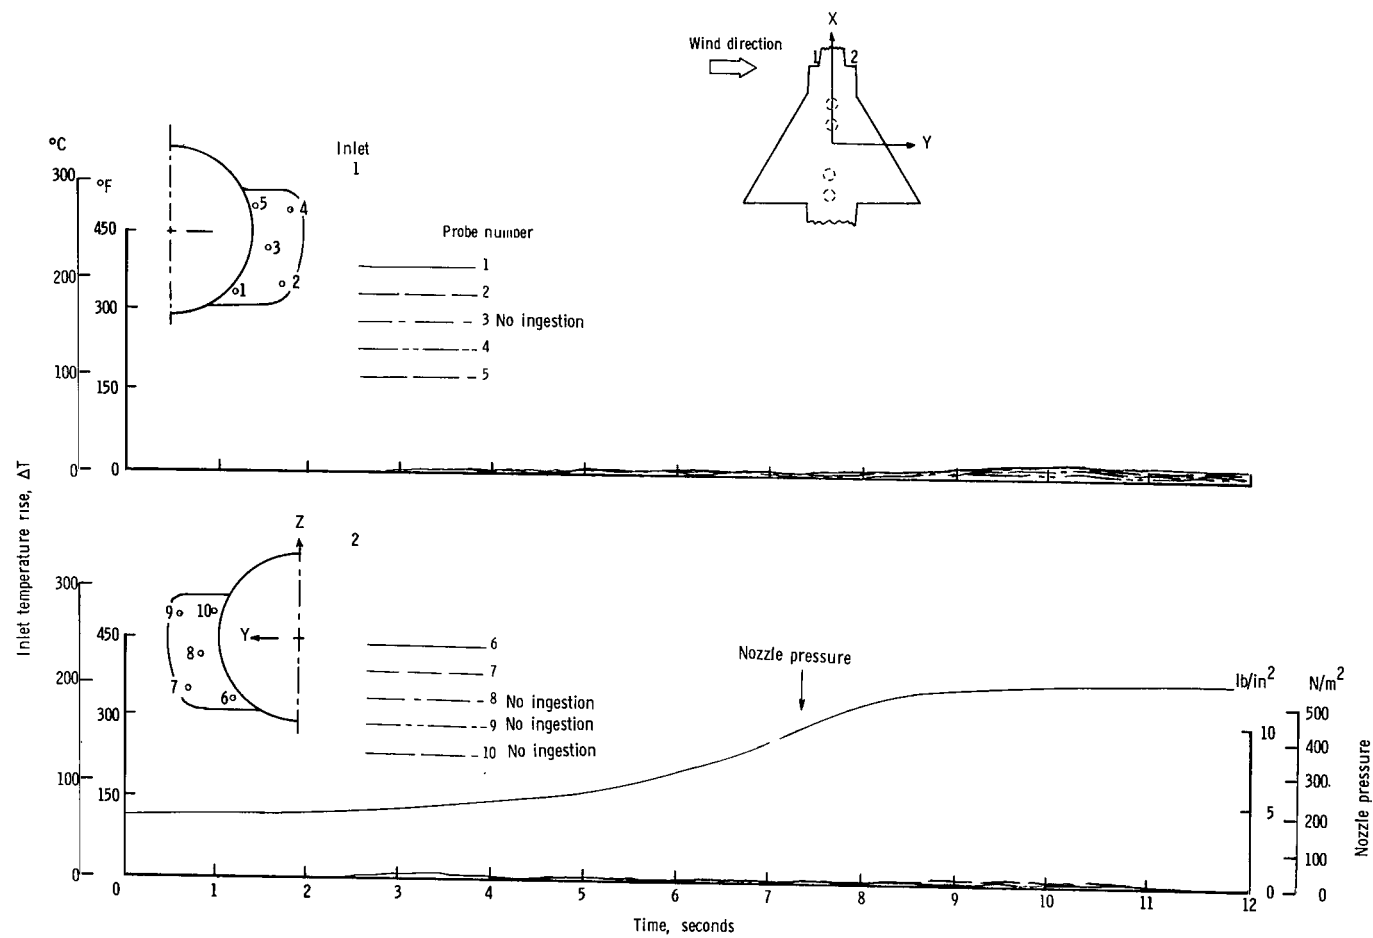 X
Wind direction
1 2
Y
°C
Inlet
1
300
°F
5
4
450
3
Probe number
1
200
2
1
2
300
3 No ingestion
4
100
150
5
0
0
Inlet temperature rise, ΔT
Z
2
300
9
10
450
Y
6
8
Nozzle pressure
7
200
7
6
8 No ingestion
lb/in²
N/m²
300
9 No ingestion
500
10
10 No ingestion
400
100
300.
150
5
200
100
0
0
0
Nozzle pressure
0 1 2 3 4 5 6 7 8 9 10 11 12
Time, seconds